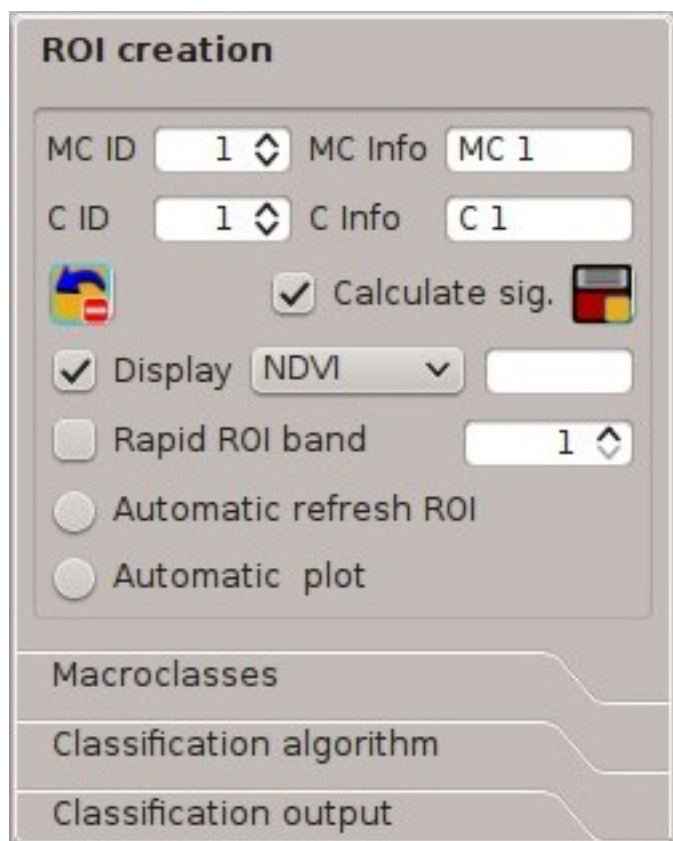 ROI creation
MC ID 1 MC Info MC 1
C ID 1 C Info C 1
Calculate sig.
Display NDVI
Rapid ROI band 1
Automatic refresh ROI
Automatic plot
Macroclasses
Classification algorithm
Classification output